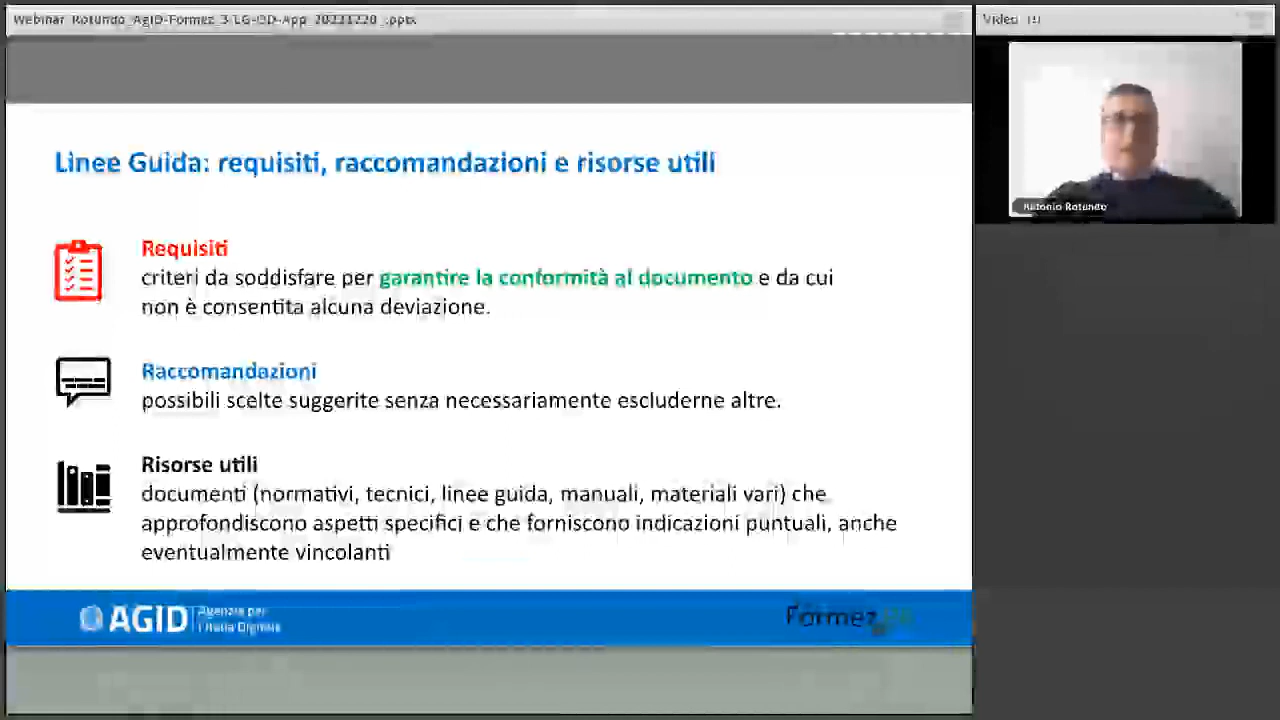 Webinar_Rotundo_AgID-Formez_3_LG-OD-App_20221220_.pptx
Video
Linee Guida: requisiti, raccomandazioni e risorse utili
Requisiti
criteri da soddisfare per garantire la conformità al documento e da cui
non è consentita alcuna deviazione.
Raccomandazioni
possibili scelte suggerite senza necessariamente escluderne altre.
Risorse utili
documenti (normativi, tecnici, linee guida, manuali, materiali vari) che
approfondiscono aspetti specifici e che forniscono indicazioni puntuali, anche
eventualmente vincolanti
AGID
Agenzia per
l'Italia Digitale
Formez
Antonio Rotundo